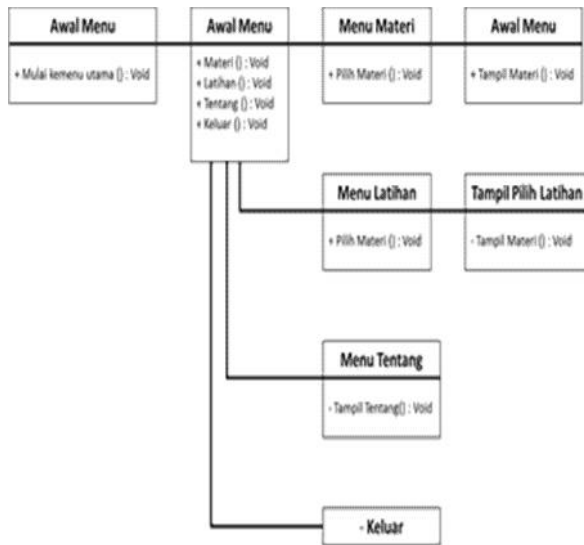 Awal Menu
+ Mulai kemenu utama () : Void
Awal Menu
+ Materi () : Void
+ Latihan () : Void
+ Tentang () : Void
+ Keluar () : Void
Menu Materi
+ Pilih Materi () : Void
Awal Menu
+ Tampil Materi () : Void
Menu Latihan
+ Pilih Materi () : Void
Tampil Pilih Latihan
- Tampil Materi () : Void
Menu Tentang
- Tampil Tentang() : Void
- Keluar